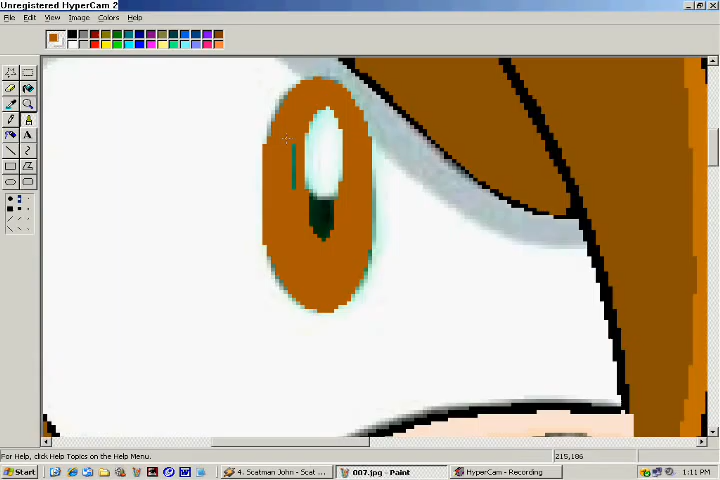 Unregistered HyperCam 2
File Edit View Image Colors Help
A
For Help, click Help Topics on the Help Menu.
215,186
Start
4. Scatman John - Scat ...
007.jpg - Paint
HyperCam - Recording
1:11 PM